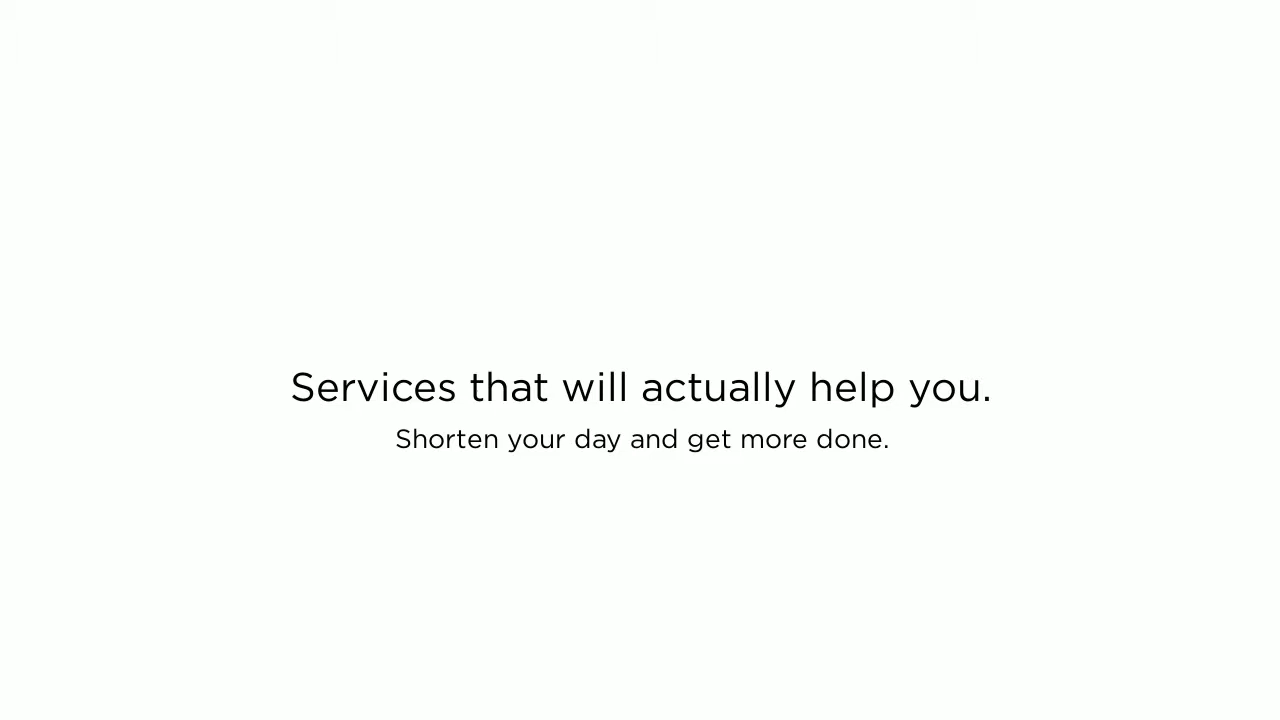 Services that will actually help you.
Shorten your day and get more done.